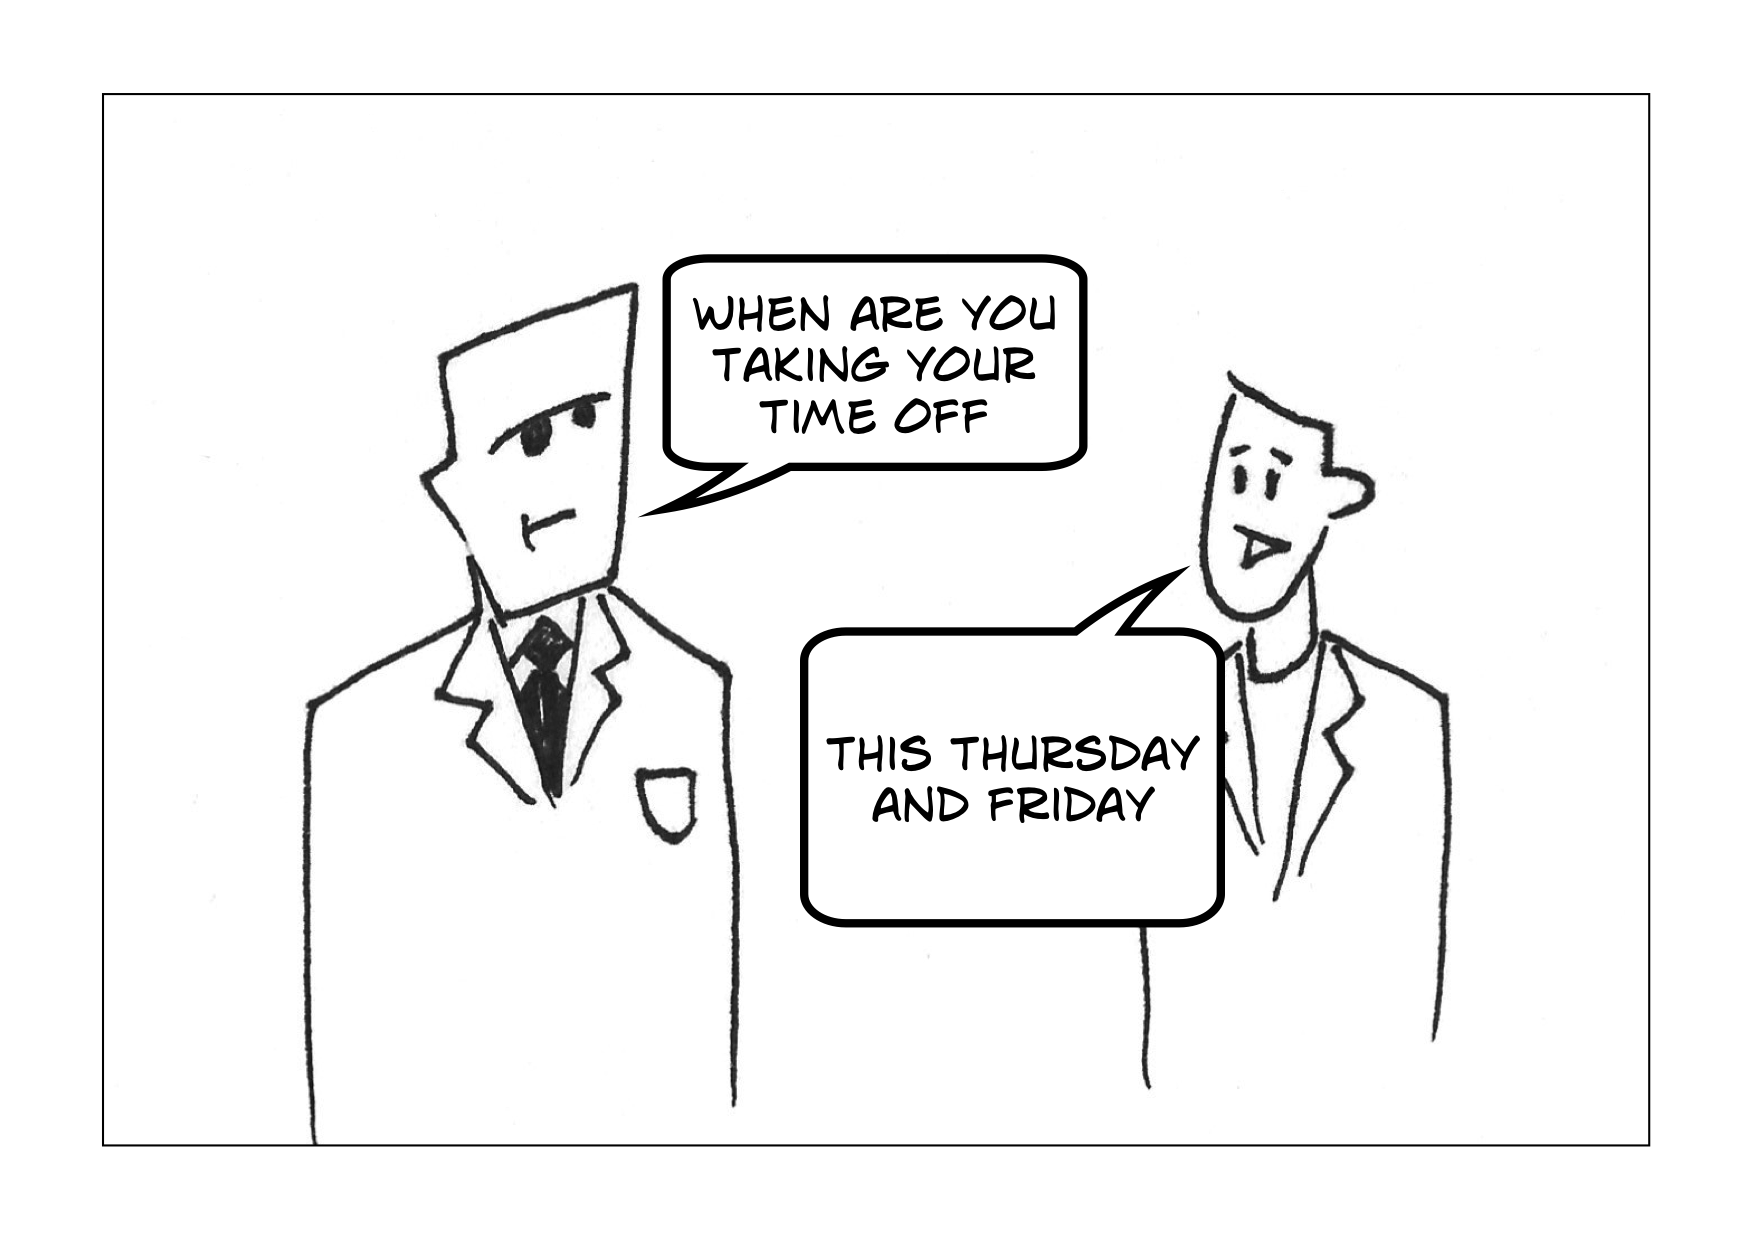 WHEN ARE YOU
TAKING YOUR
TIME OFF
THIS THURSDAY
AND FRIDAY